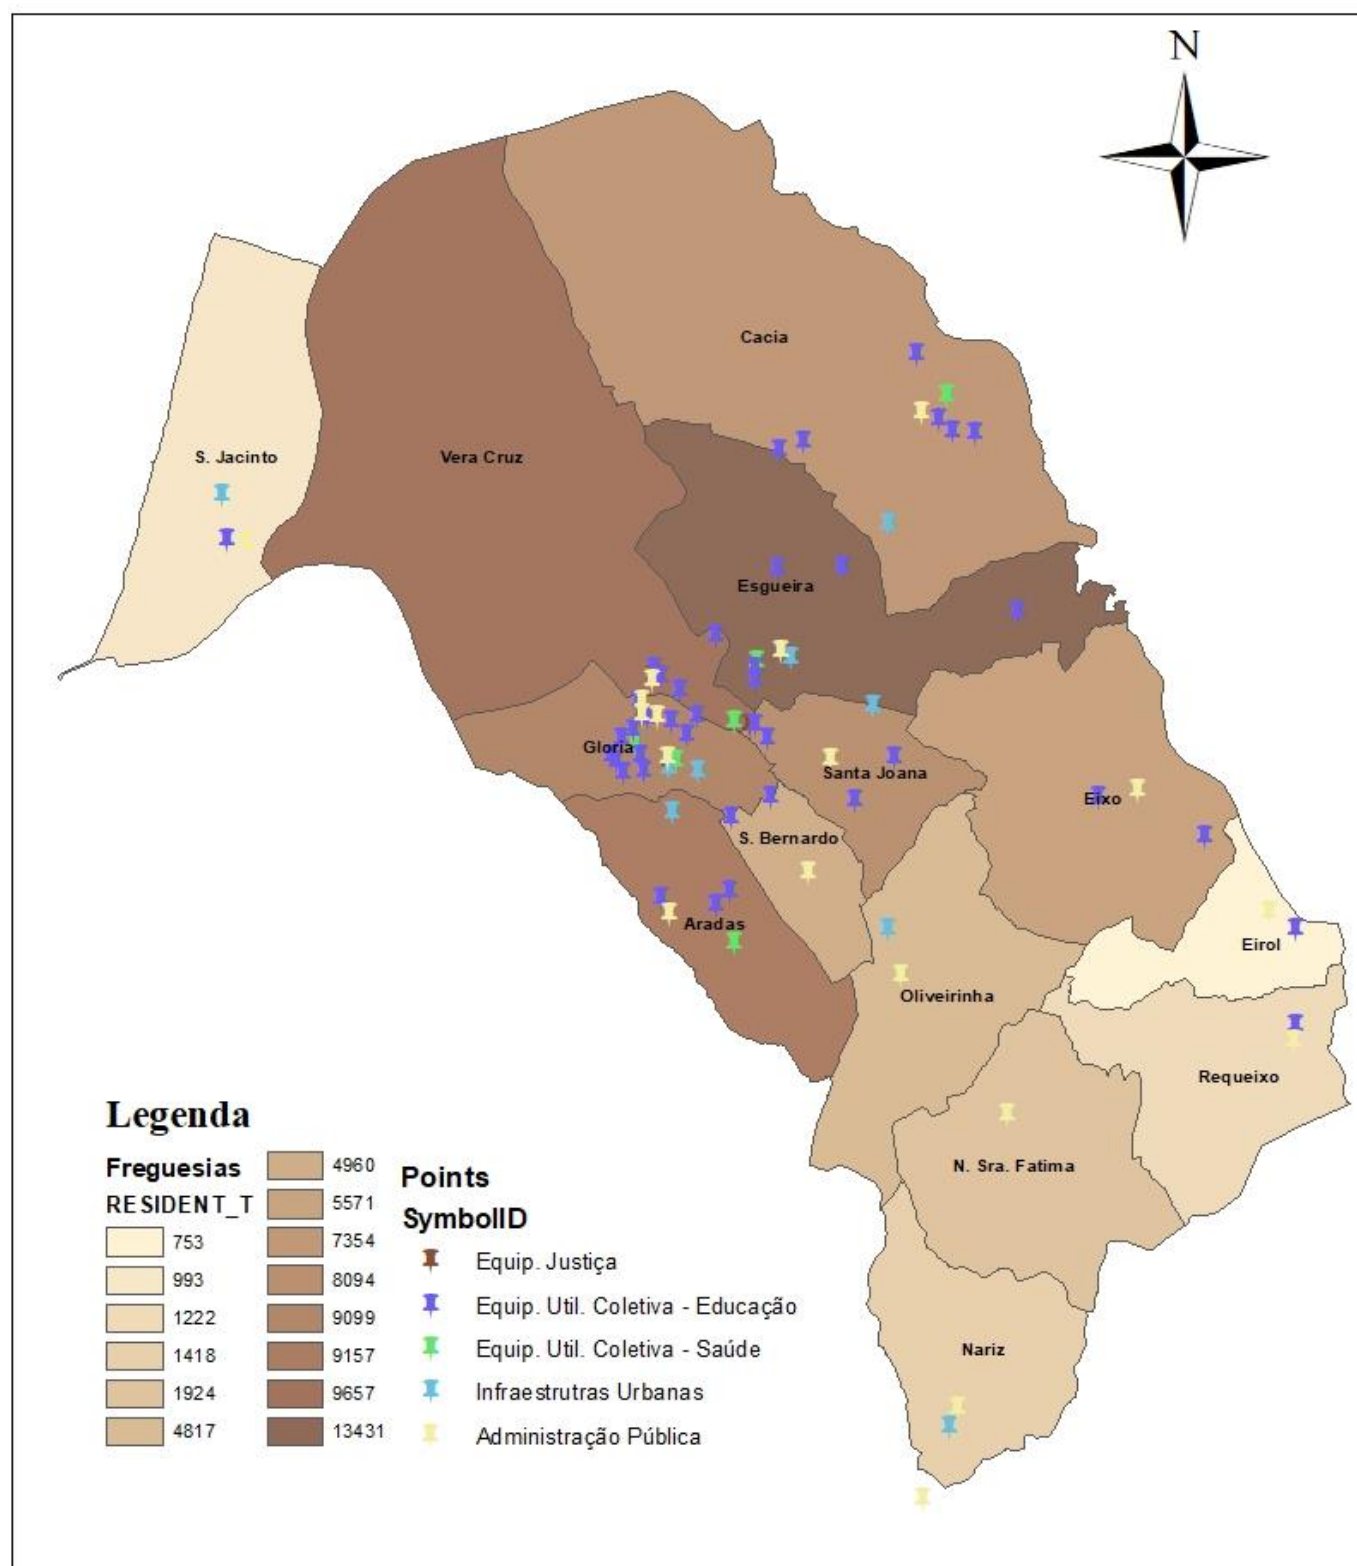 N
Cacia
S. Jacinto
Vera Cruz
Esgueira
Gloria
Santa Joana
Eixo
S. Bernardo
Aradas
Eirol
Oliveirinha
Requeixo
N. Sra. Fatima
Nariz
Legenda
Freguesias
RESIDENT_T
753
993
1222
1418
1924
4817
4960
5571
7354
8094
9099
9157
9657
13431
Points
SymbolID
Equip. Justiça
Equip. Util. Coletiva - Educação
Equip. Util. Coletiva - Saúde
Infraestrutras Urbanas
Administração Pública